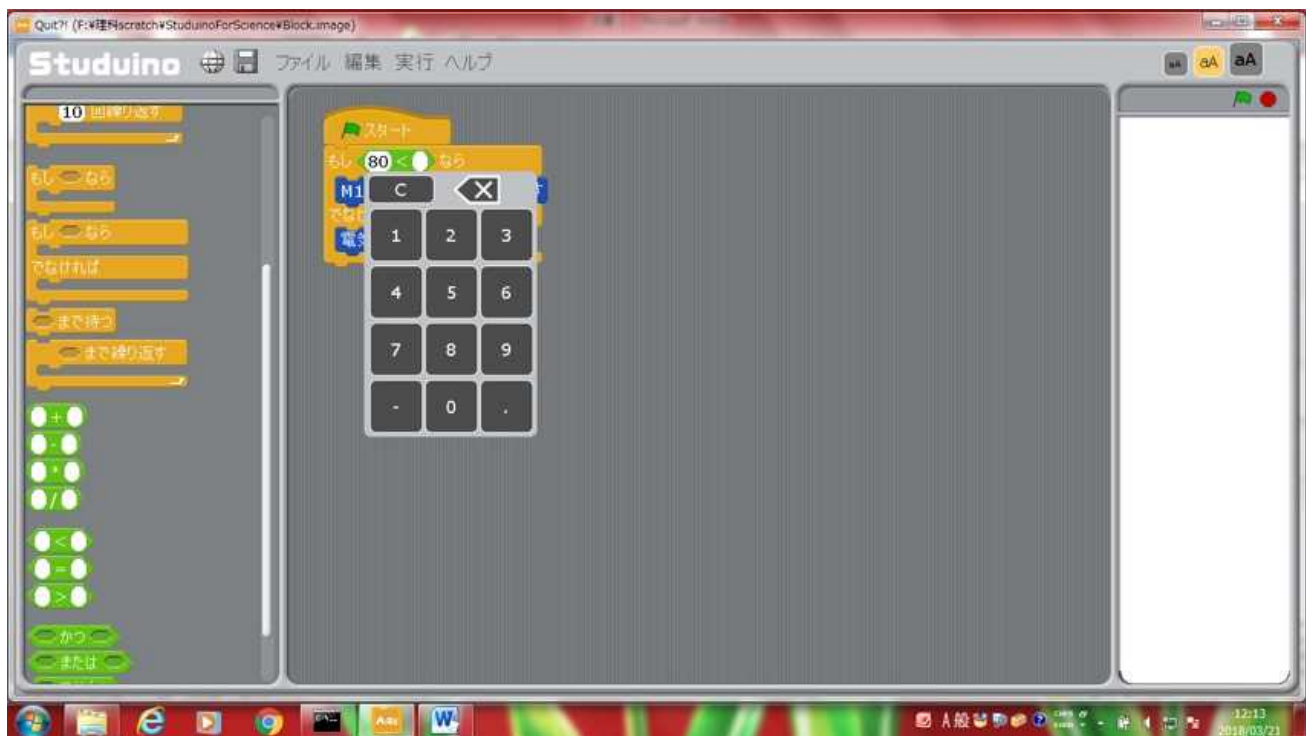 Quit?! (F:¥理科scratch¥StuduinoForScience¥Block.image)
Studuino ファイル 編集 実行 ヘルプ
aA aA aA
10 回繰り返す
もし なら
もし なら
でなければ
まで待つ
まで繰り返す
+
-
*
/
<
=
>
かつ
または
スタート
もし 80 < なら
M1 す
でなけ
電気
C
1 2 3
4 5 6
7 8 9
- 0 .
A 般
12:13
2018/03/21